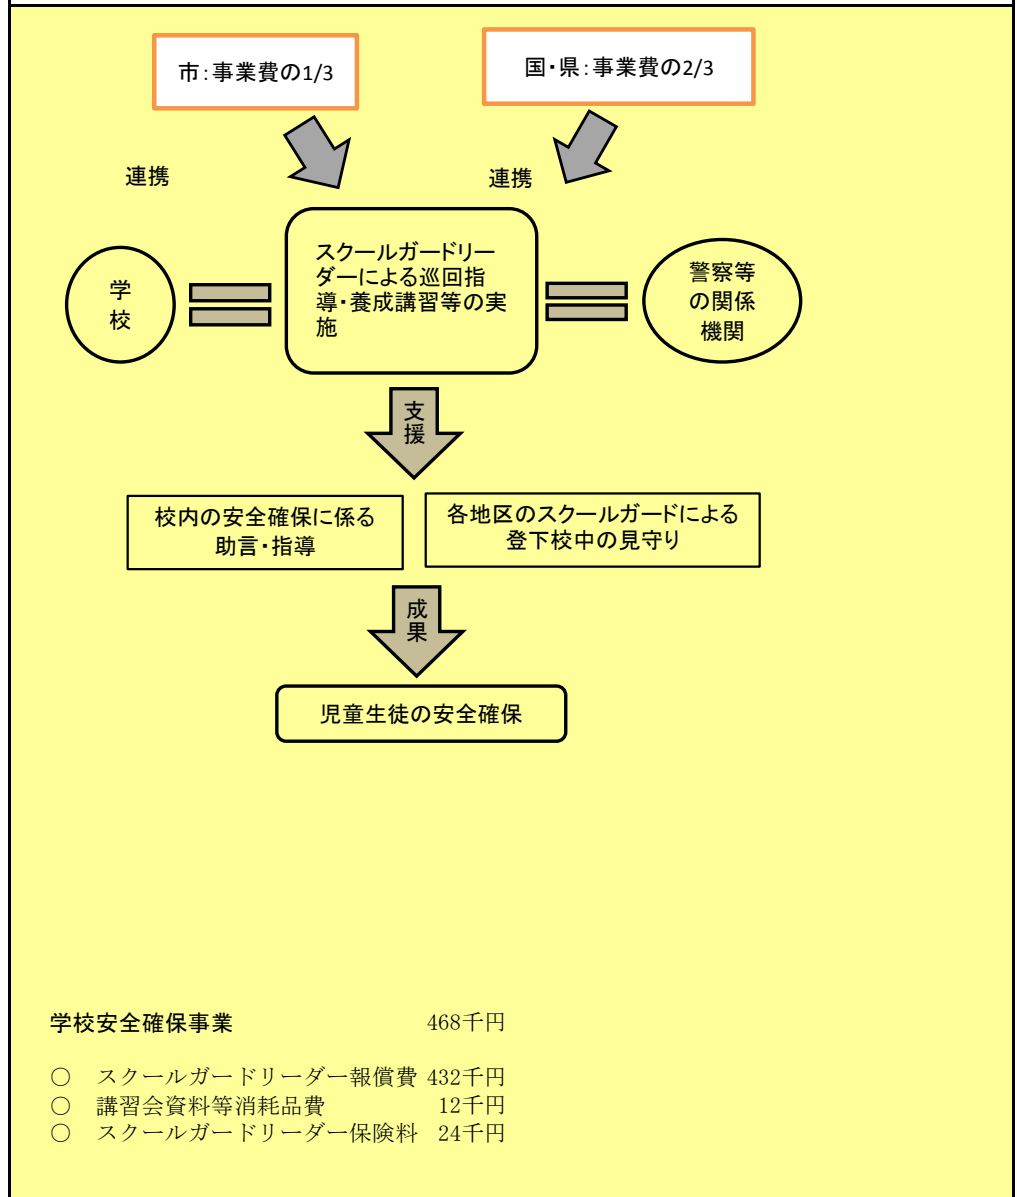 市:事業費の1/3
国・県:事業費の2/3
連携
連携
学
校
スクールガードリー
ダーによる巡回指
導・養成講習等の実
施
警察等
の関係
機関
支
援
校内の安全確保に係る
助言・指導
各地区のスクールガードによる
登下校中の見守り
成
果
児童生徒の安全確保
学校安全確保事業 468千円
○ スクールガードリーダー報償費 432千円
○ 講習会資料等消耗品費 12千円
○ スクールガードリーダー保険料 24千円